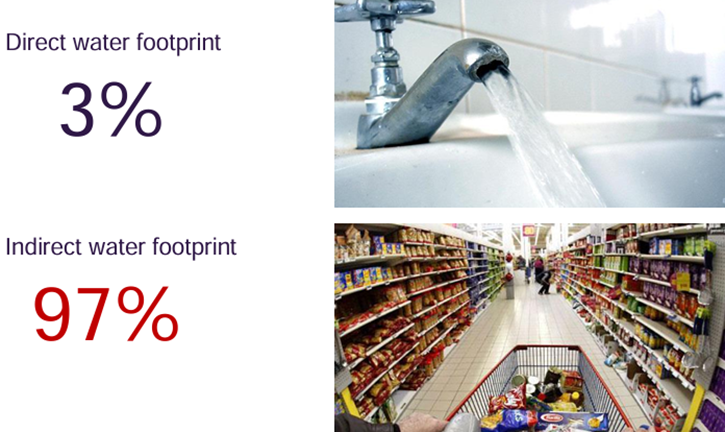 Direct water footprint
3%
Indirect water footprint
97%